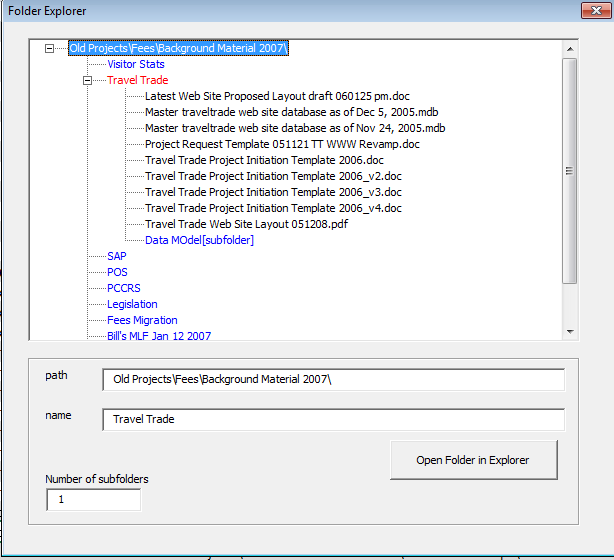 Folder Explorer
Old Projects\Fees\Background Material 2007\
Visitor Stats
Travel Trade
Latest Web Site Proposed Layout draft 060125 pm.doc
Master traveltrade web site database as of Dec 5, 2005.mdb
Master traveltrade web site database as of Nov 24, 2005.mdb
Project Request Template 051121 TT WWW Revamp.doc
Travel Trade Project Initiation Template 2006.doc
Travel Trade Project Initiation Template 2006_v2.doc
Travel Trade Project Initiation Template 2006_v3.doc
Travel Trade Project Initiation Template 2006_v4.doc
Travel Trade Web Site Layout 051208.pdf
Data MOdel[subfolder]
SAP
POS
PCCRS
Legislation
Fees Migration
Bill's MLF Jan 12 2007
path
Old Projects\Fees\Background Material 2007\
name
Travel Trade
Open Folder in Explorer
Number of subfolders
1